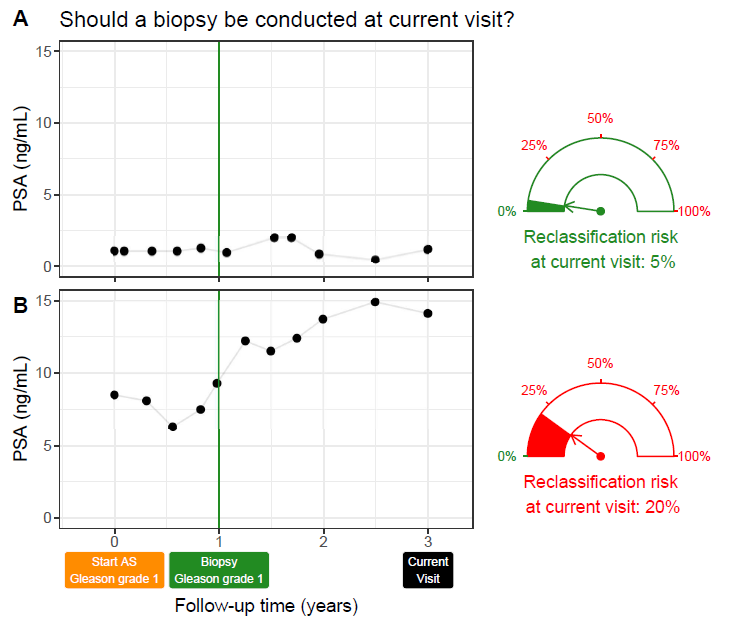 A Should a biopsy be conducted at current visit?
15
10
5
0
PSA (ng/mL)
50%
25% 75%
0% 100%
Reclassification risk
at current visit: 5%
B
15
10
5
0
PSA (ng/mL)
50%
25% 75%
0% 100%
Reclassification risk
at current visit: 20%
0 1 2 3
Start AS
Gleason grade 1
Biopsy
Gleason grade 1
Current
Visit
Follow-up time (years)